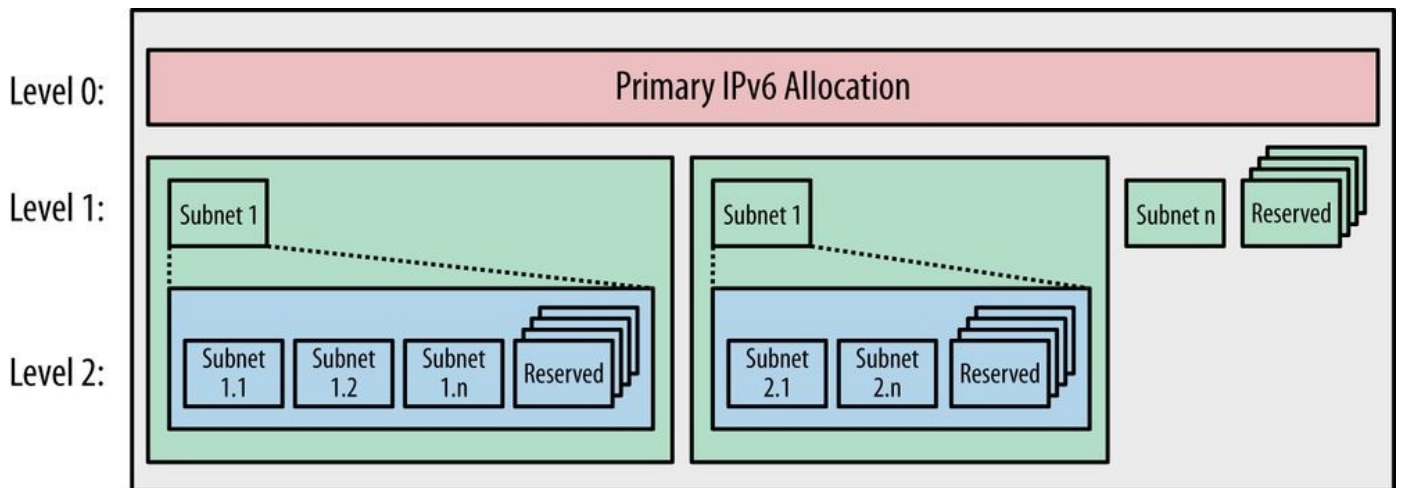 Level 0:
Primary IPv6 Allocation
Level 1:
Subnet 1
Subnet 1
Subnet n
Reserved
Level 2:
Subnet
1.1
Subnet
1.2
Subnet
1.n
Reserved
Subnet
2.1
Subnet
2.n
Reserved